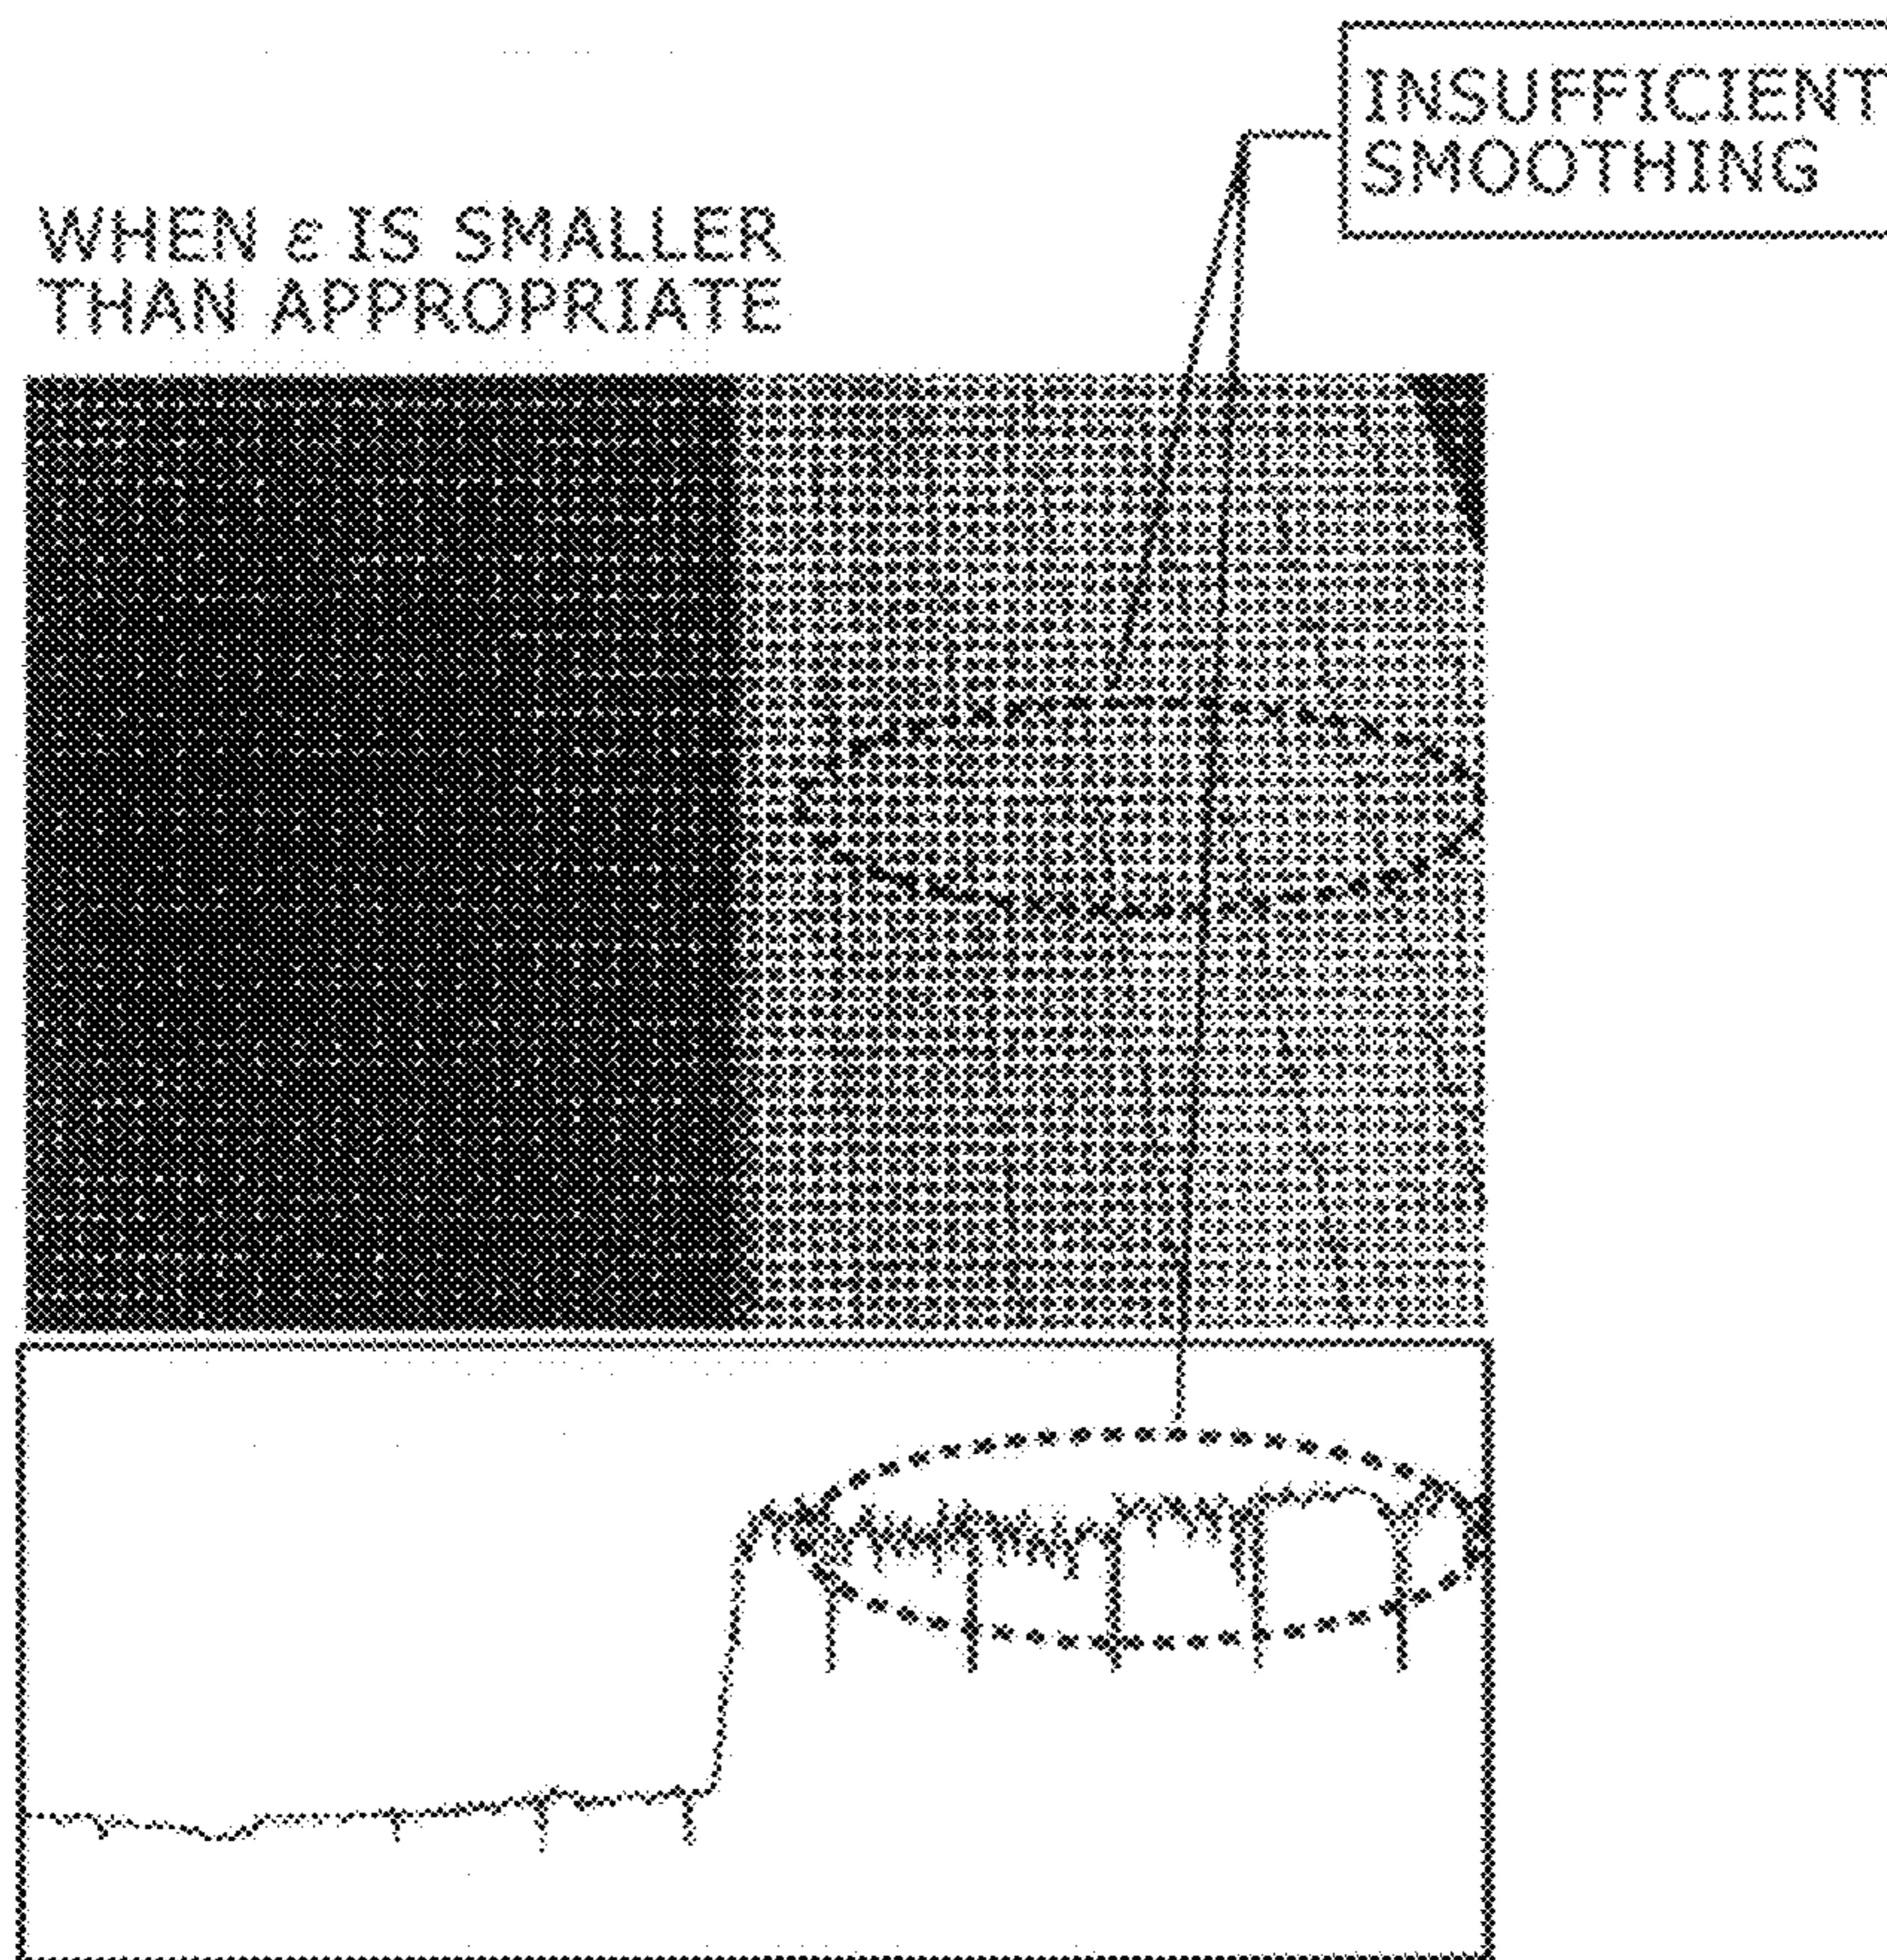 INSUFFICIENT
SMOOTHING
WHEN ε IS SMALLER
THAN APPROPRIATE